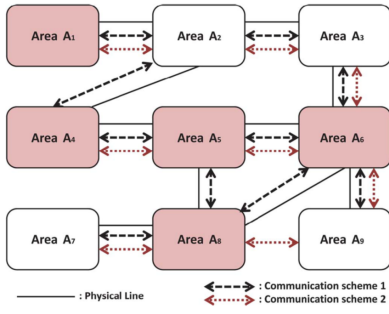 Area A1
Area A2
Area A3
Area A4
Area A5
Area A6
Area A7
Area A8
Area A9
: Physical Line
: Communication scheme 1
: Communication scheme 2